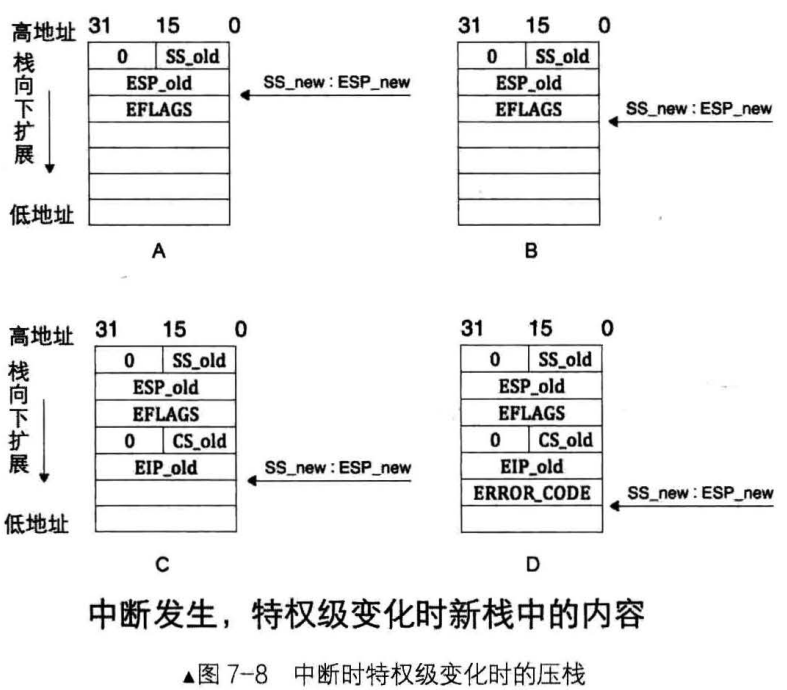 31 15 0
高地址
0 SS_old
ESP_old
EFLAGS
SS_new : ESP_new
栈向下扩展
低地址
A
31 15 0
0 SS_old
ESP_old
EFLAGS
SS_new : ESP_new
B
31 15 0
高地址
0 SS_old
ESP_old
EFLAGS
0 CS_old
EIP_old
SS_new : ESP_new
栈向下扩展
低地址
C
31 15 0
0 SS_old
ESP_old
EFLAGS
0 CS_old
EIP_old
ERROR_CODE
SS_new : ESP_new
D
中断发生，特权级变化时新栈中的内容
▲图 7-8 中断时特权级变化时的压栈